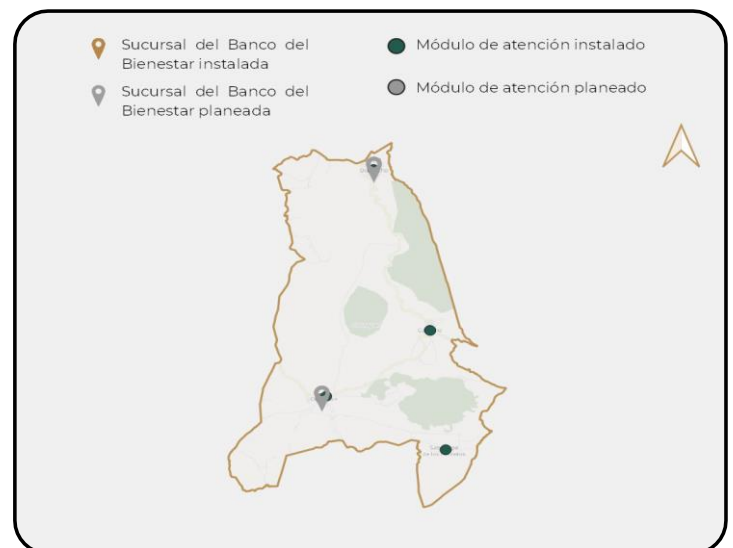 Sucursal del Banco del
Bienestar instalada
Sucursal del Banco del
Bienestar planeada
Módulo de atención instalado
Módulo de atención planeado